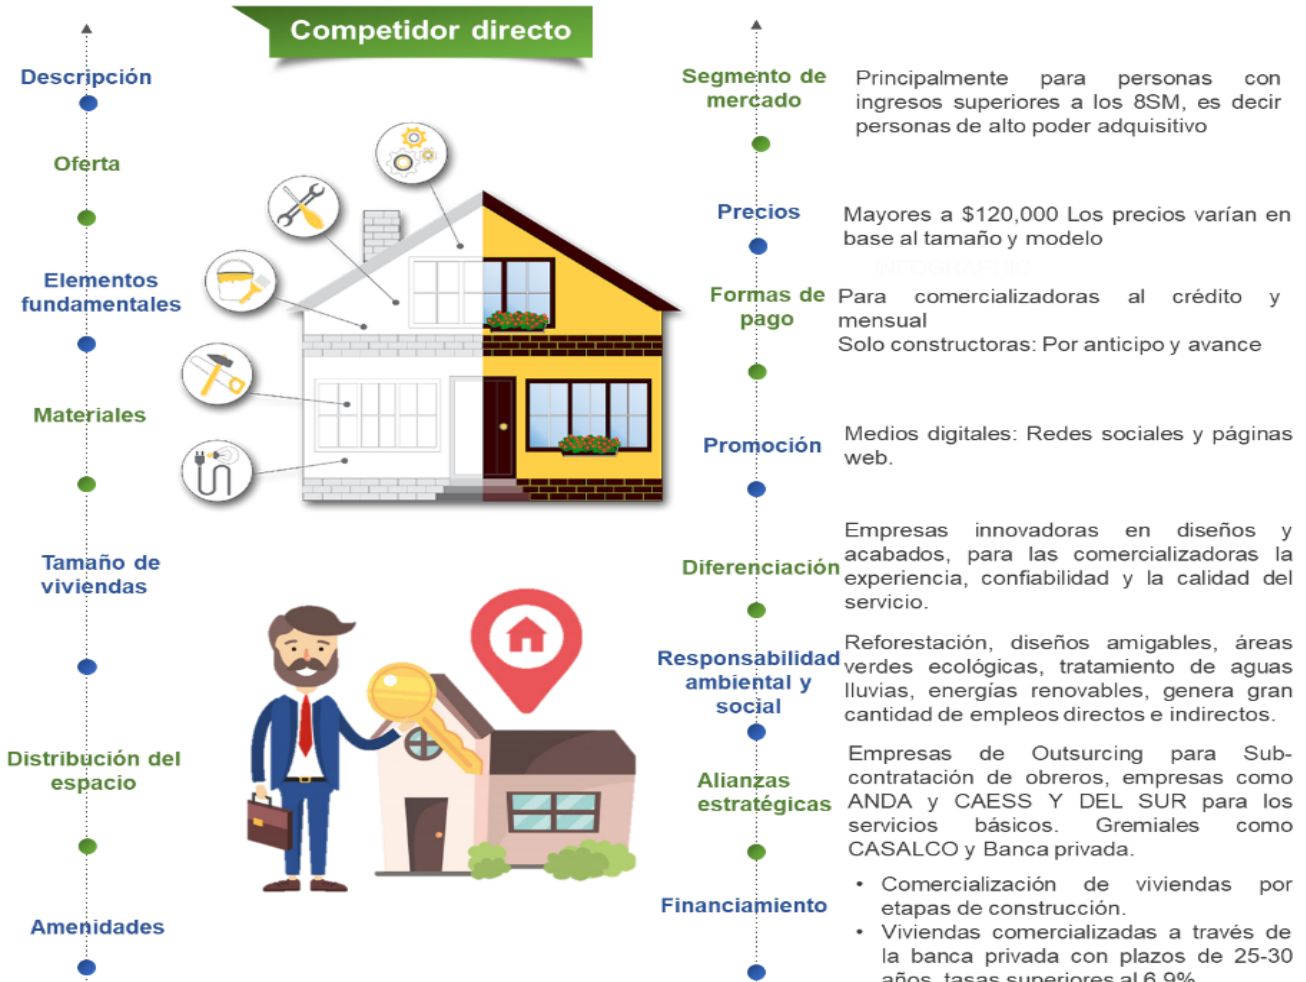 Competidor directo
Descripción
Oferta
Elementos
fundamentales
Materiales
Tamaño de
viviendas
Distribución del
espacio
Amenidades
Segmento de
mercado
Principalmente para personas con
ingresos superiores a los 8SM, es decir
personas de alto poder adquisitivo
Precios
Mayores a $120,000 Los precios varían en
base al tamaño y modelo
INFOGRAPHIC
Formas de
pago
Para comercializadoras al crédito y
mensual
Solo constructoras: Por anticipo y avance
Promoción
Medios digitales: Redes sociales y páginas
web.
Diferenciación
Empresas innovadoras en diseños y
acabados, para las comercializadoras la
experiencia, confiabilidad y la calidad del
servicio.
Responsabilidad
ambiental y
social
Reforestación, diseños amigables, áreas
verdes ecológicas, tratamiento de aguas
lluvias, energías renovables, genera gran
cantidad de empleos directos e indirectos.
Alianzas
estratégicas
Empresas de Outsurcing para Sub-
contratación de obreros, empresas como
ANDA y CAESS Y DEL SUR para los
servicios básicos. Gremiales como
CASALCO y Banca privada.
Financiamiento
• Comercialización de viviendas por
etapas de construcción.
• Viviendas comercializadas a través de
la banca privada con plazos de 25-30
años, tasas superiores al 6.9%